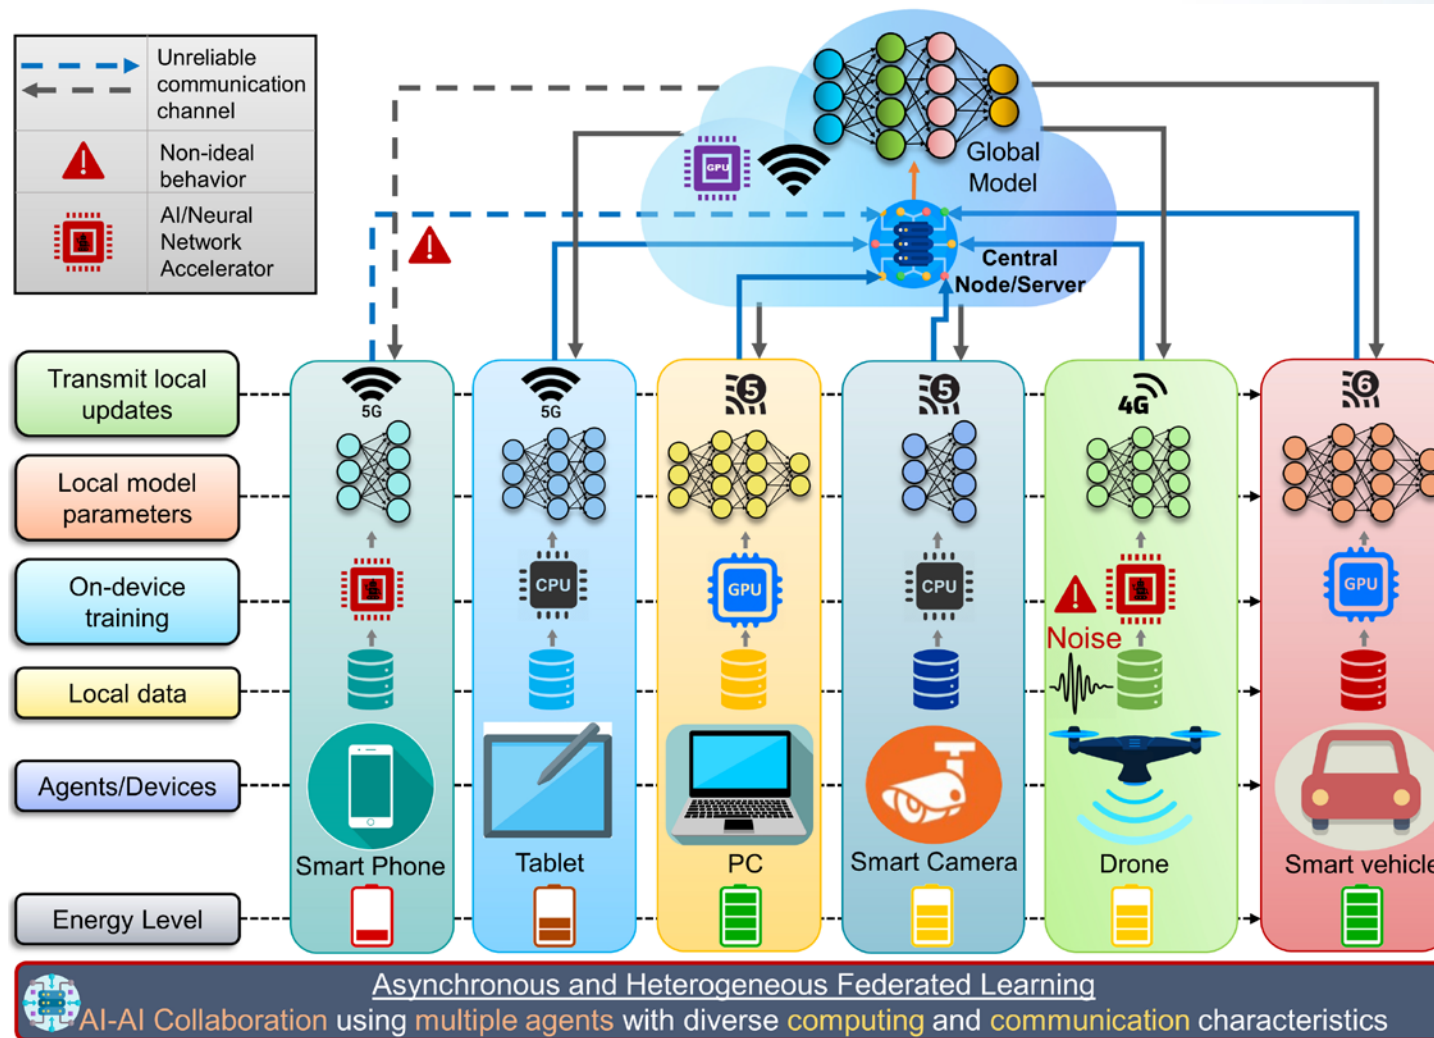 Unreliable
communication
channel
Non-ideal
behavior
AI/Neural
Network
Accelerator
GPU
Global
Model
Central
Node/Server
Transmit local
updates
5G
5G
5
5
4G
6
Local model
parameters
On-device
training
CPU
GPU
CPU
GPU
Noise
Local data
Agents/Devices
Smart Phone
Tablet
PC
Smart Camera
Drone
Smart vehicle
Energy Level
Asynchronous and Heterogeneous Federated Learning
AI-AI Collaboration using multiple agents with diverse computing and communication characteristics